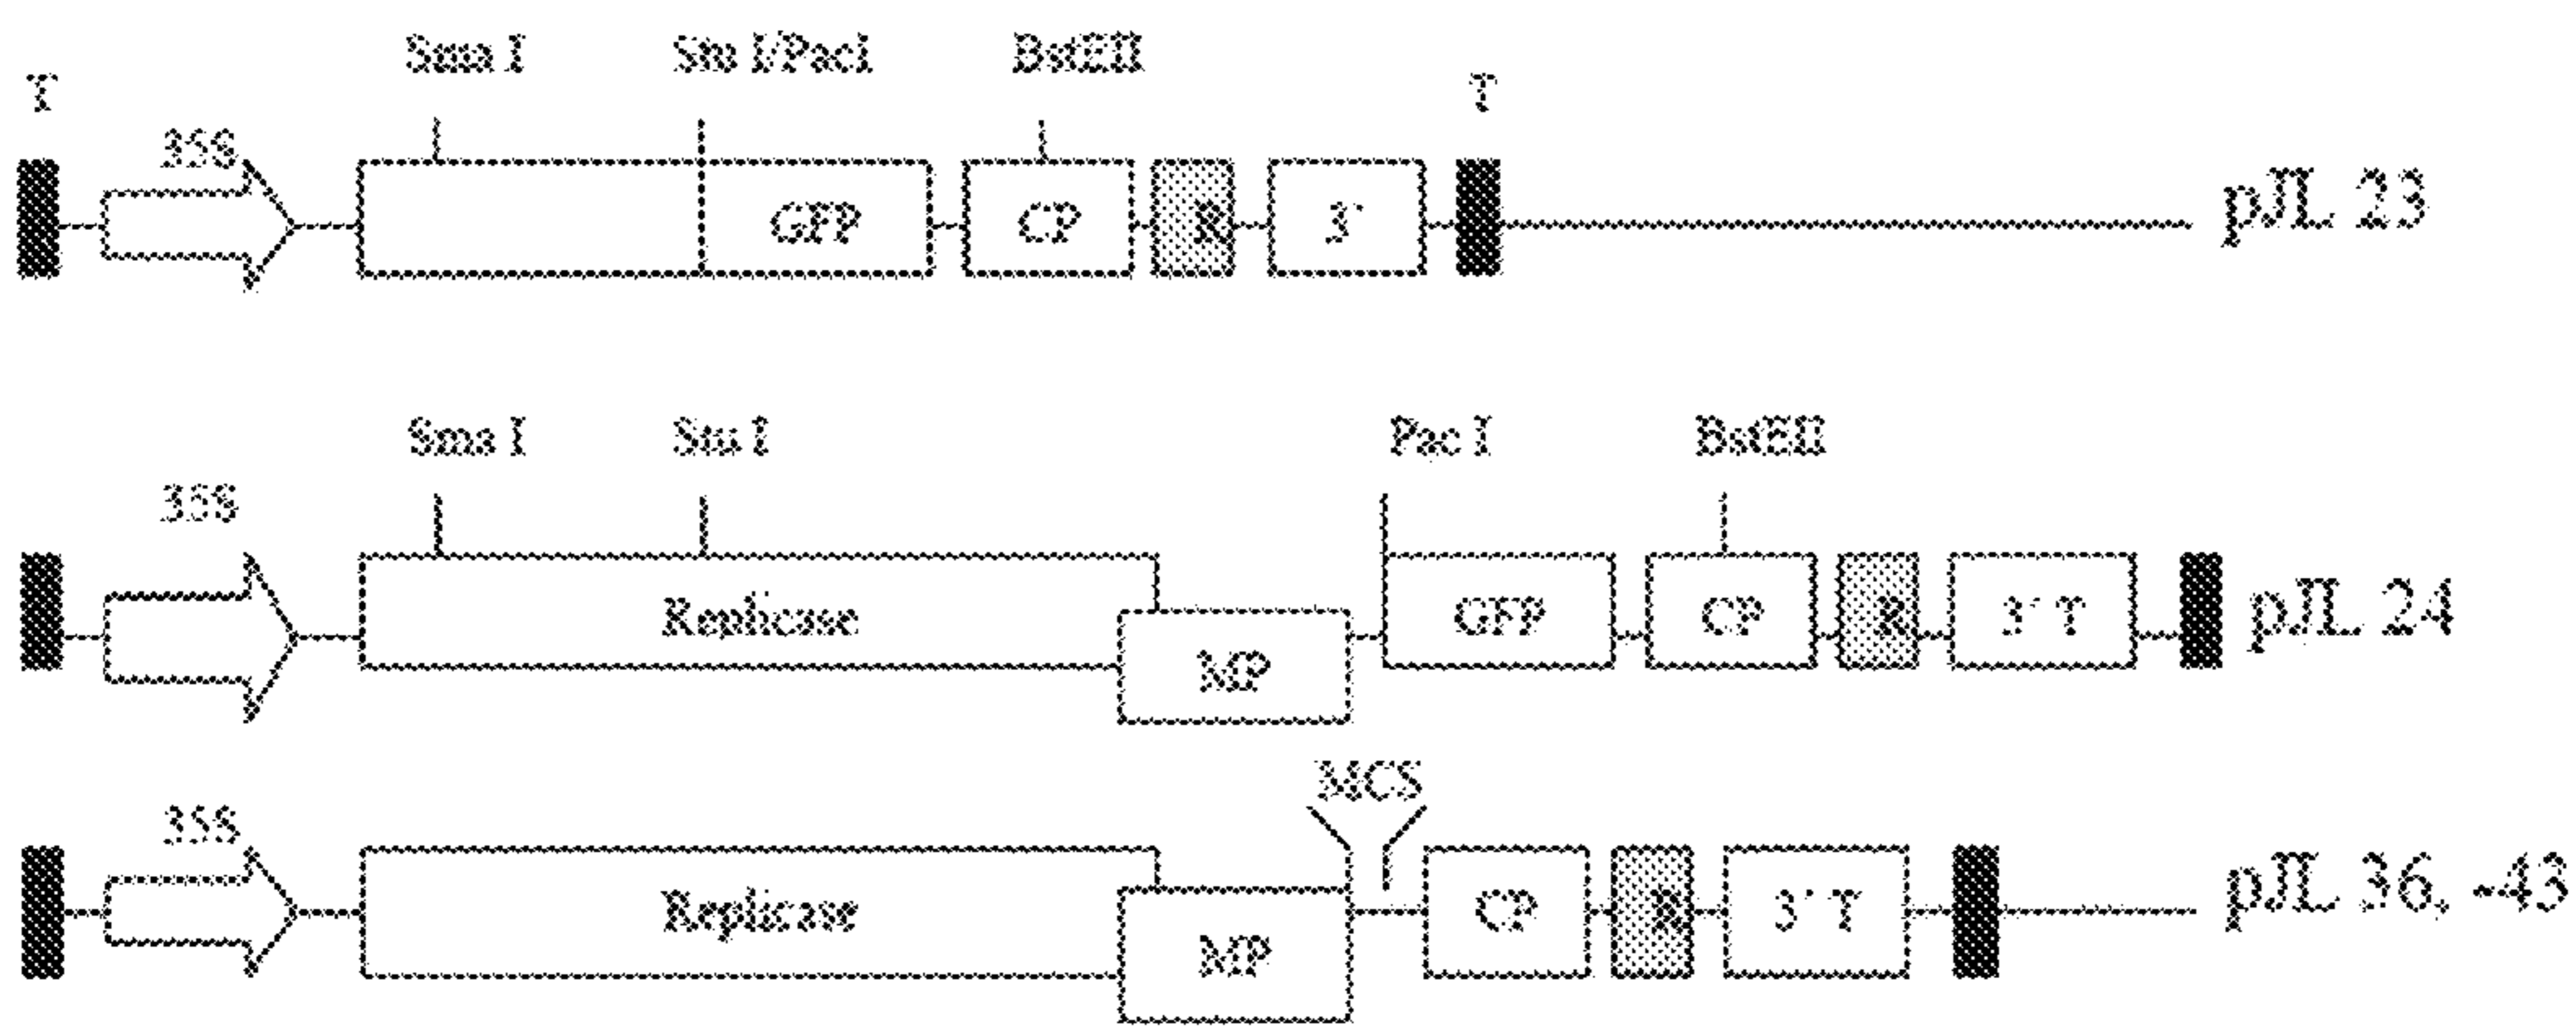 Sma I Stu I/PacI BstEII
T T
35S
GFP CP R 3' pJL 23
Sma I Stu I Pac I BstEII
35S
Replicase GFP CP R 3' T pJL 24
MP
MCS
35S
Replicase CP R 3' T pJL 36, -43
MP